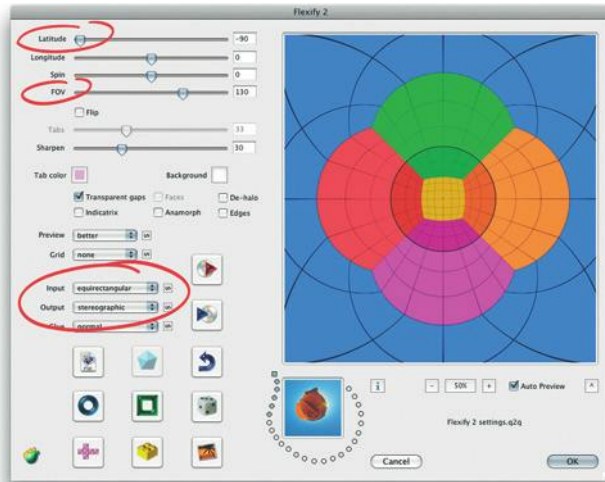 Flexify 2
Latitude -90
Longitude 0
Spin 0
FOV 130
Flip
Tabs 33
Sharpen 30
Tab color Background
Transparent gaps Faces De-halo
Indicatrix Anamorph Edges
Preview better
Grid none
Input equirectangular
Output stereographic
normal
50% Auto Preview
Flexify 2 settings.q2q
Cancel OK